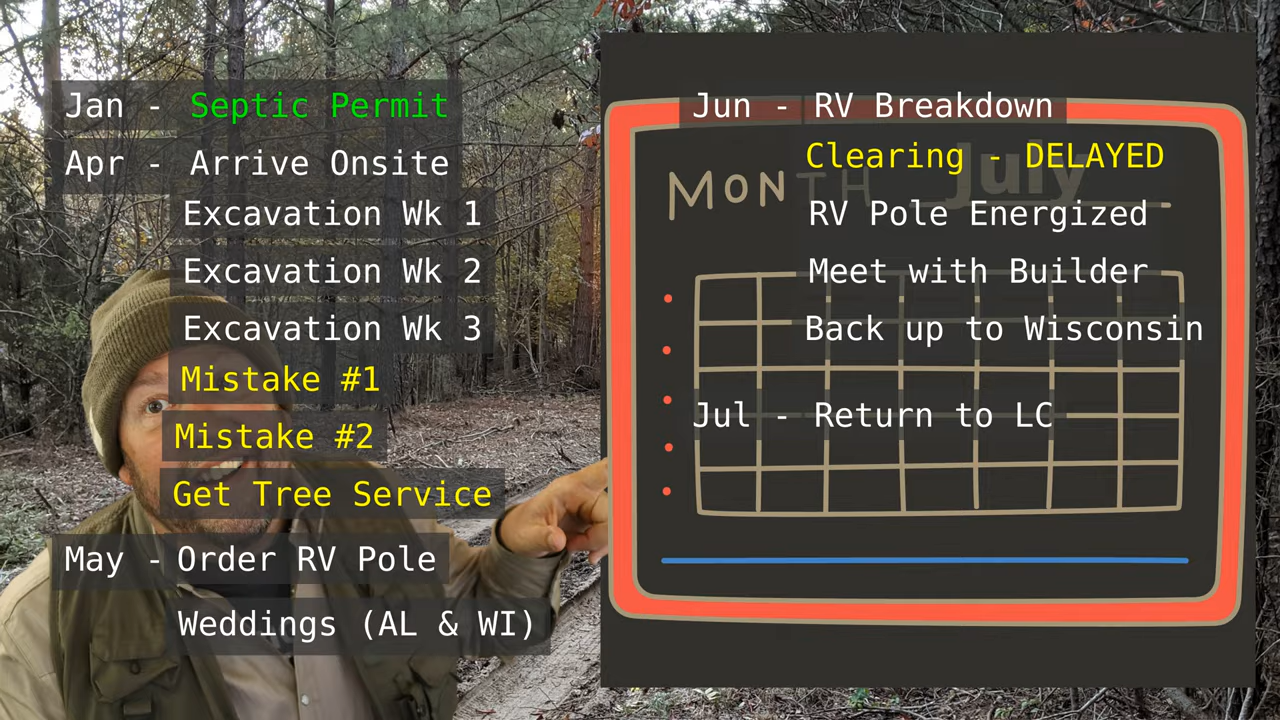 Jan - Septic Permit
Apr - Arrive Onsite
Excavation Wk 1
Excavation Wk 2
Excavation Wk 3
Mistake #1
Mistake #2
Get Tree Service
May - Order RV Pole
Weddings (AL & WI)
Jun - RV Breakdown
Clearing - DELAYED
RV Pole Energized
Meet with Builder
Back up to Wisconsin
Jul - Return to LC
MONTH July